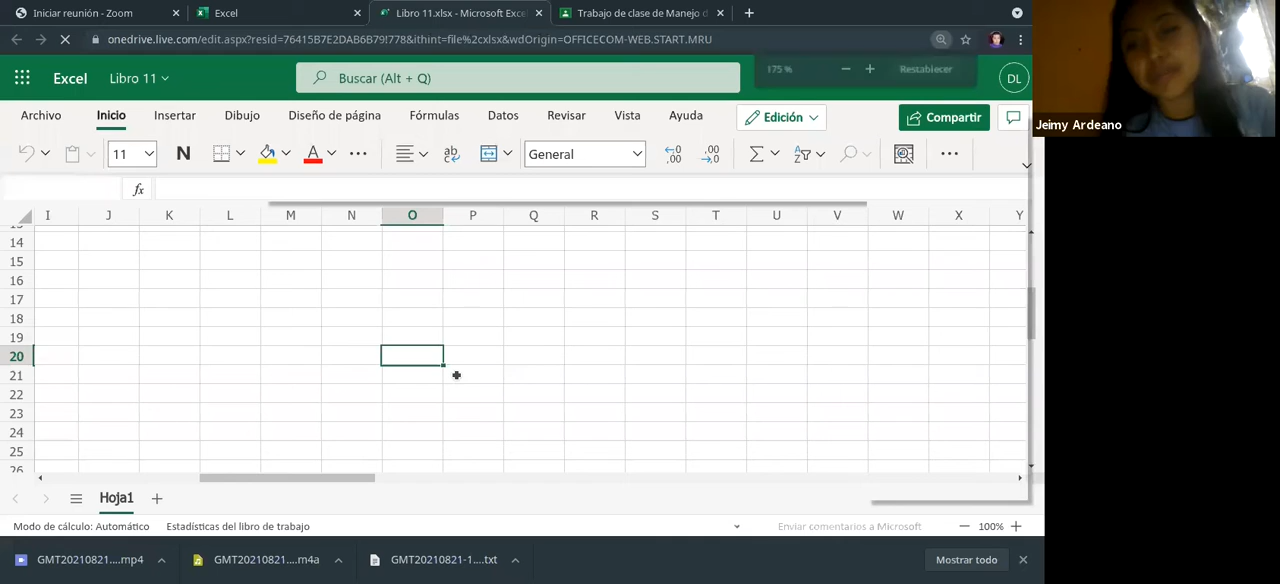 Iniciar reunión - Zoom
Excel
Libro 11.xlsx - Microsoft Exce
Trabajo de clase de Manejo d
onedrive.live.com/edit.aspx?resid=76415B7E2DAB6B79!778&ithint=file%2cxlsx&wdOrigin=OFFICECOM-WEB.START.MRU
Excel Libro 11 Buscar (Alt + Q) 175 % Restablecer DL
Archivo Inicio Insertar Dibujo Diseño de página Fórmulas Datos Revisar Vista Ayuda Edición Compartir
11 N A ab General ,00 ,00
fx
I J K L M N O P Q R S T U V W X Y
14
15
16
17
18
19
20
21
22
23
24
25
26
Hoja1
Modo de cálculo: Automático Estadísticas del libro de trabajo Enviar comentarios a Microsoft 100%
GMT20210821....mp4 GMT20210821....m4a GMT20210821-1....txt Mostrar todo
Jeimy Ardeano